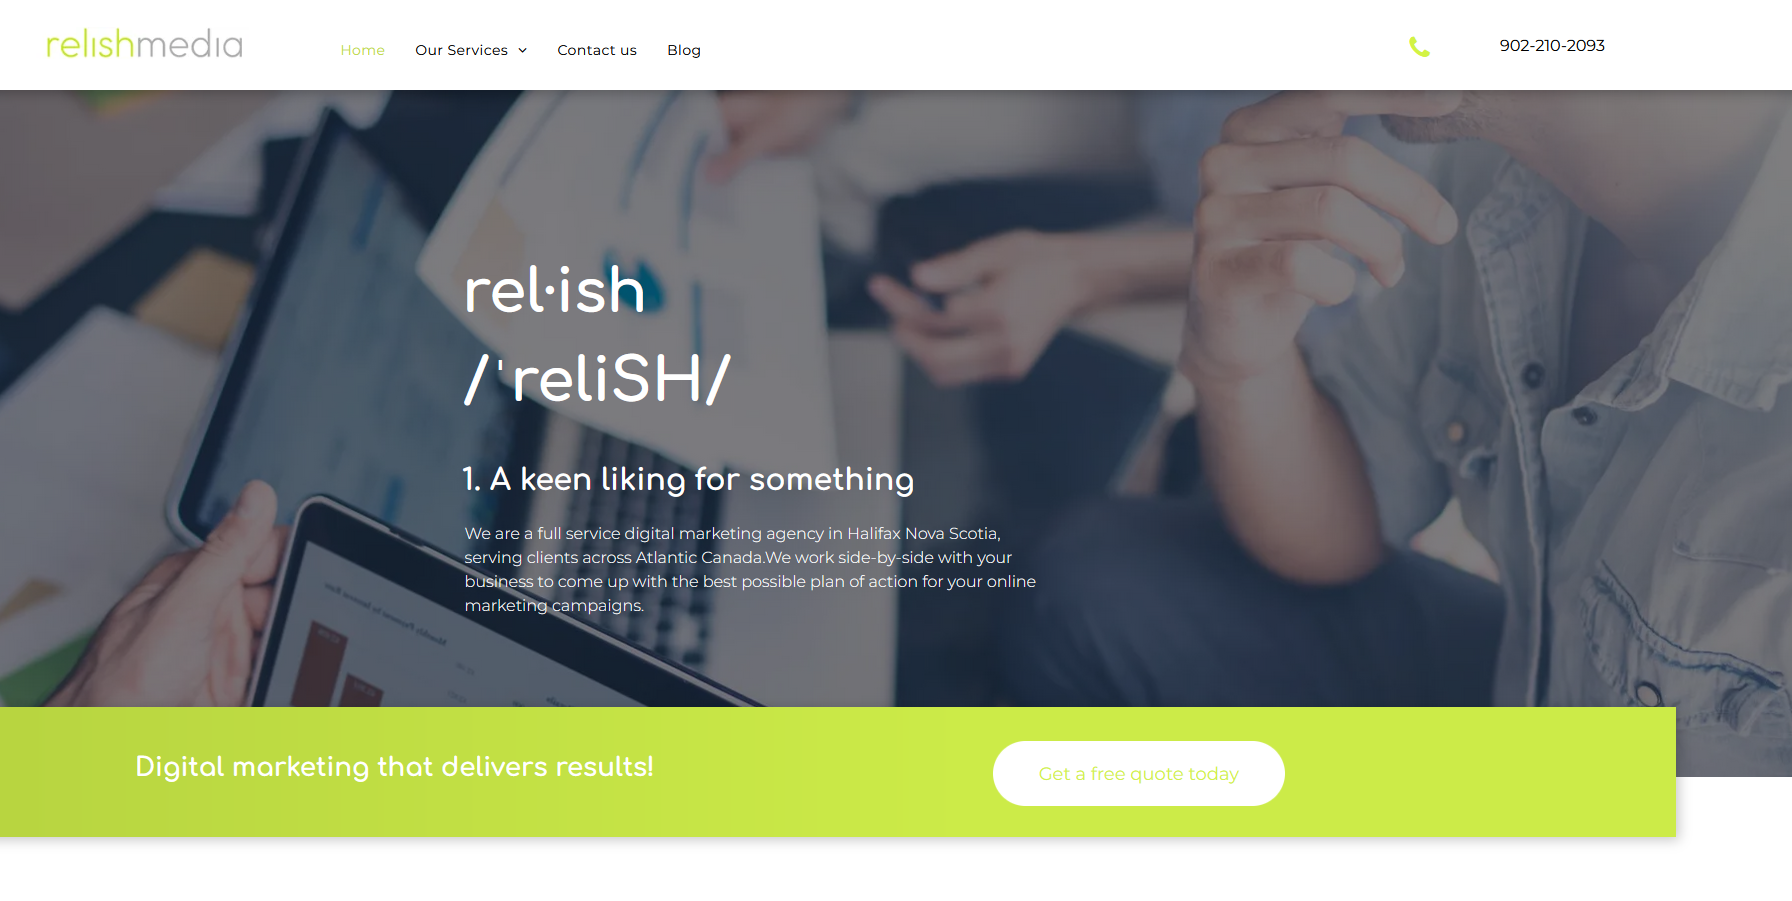 relishmedia
Home
Our Services
Contact us
Blog
902-210-2093
rel·ish
/ˈreliSH/
1. A keen liking for something
We are a full service digital marketing agency in Halifax Nova Scotia,
serving clients across Atlantic Canada.We work side-by-side with your
business to come up with the best possible plan of action for your online
marketing campaigns.
Digital marketing that delivers results!
Get a free quote today